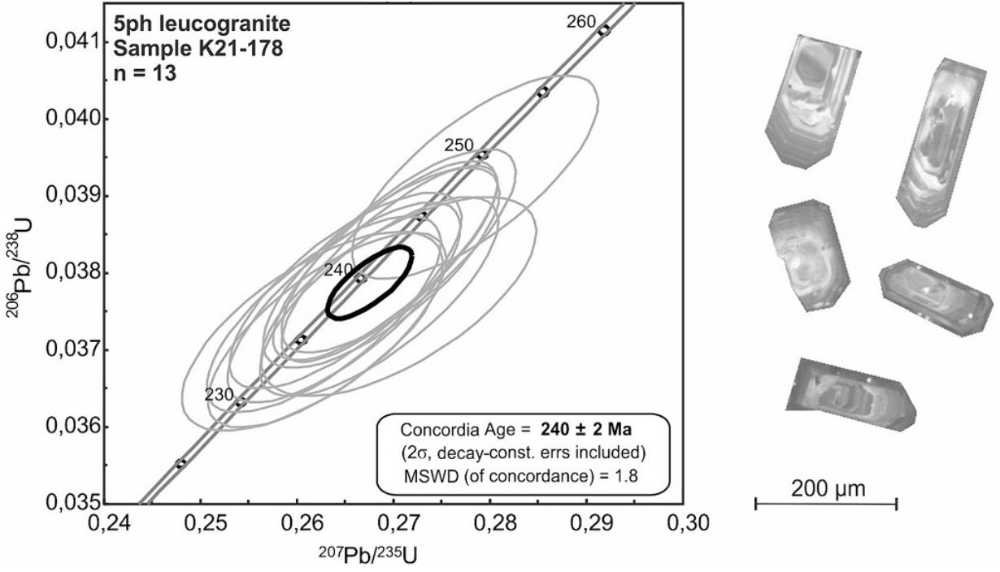 5ph leucogranite
Sample K21-178
n = 13
260
250
240
230
0,041
0,040
0,039
0,038
0,037
0,036
0,035
206Pb/238U
Concordia Age = 240 ± 2 Ma
(2σ, decay-const. errs included)
MSWD (of concordance) = 1.8
0,24 0,25 0,26 0,27 0,28 0,29 0,30
207Pb/235U
200 µm